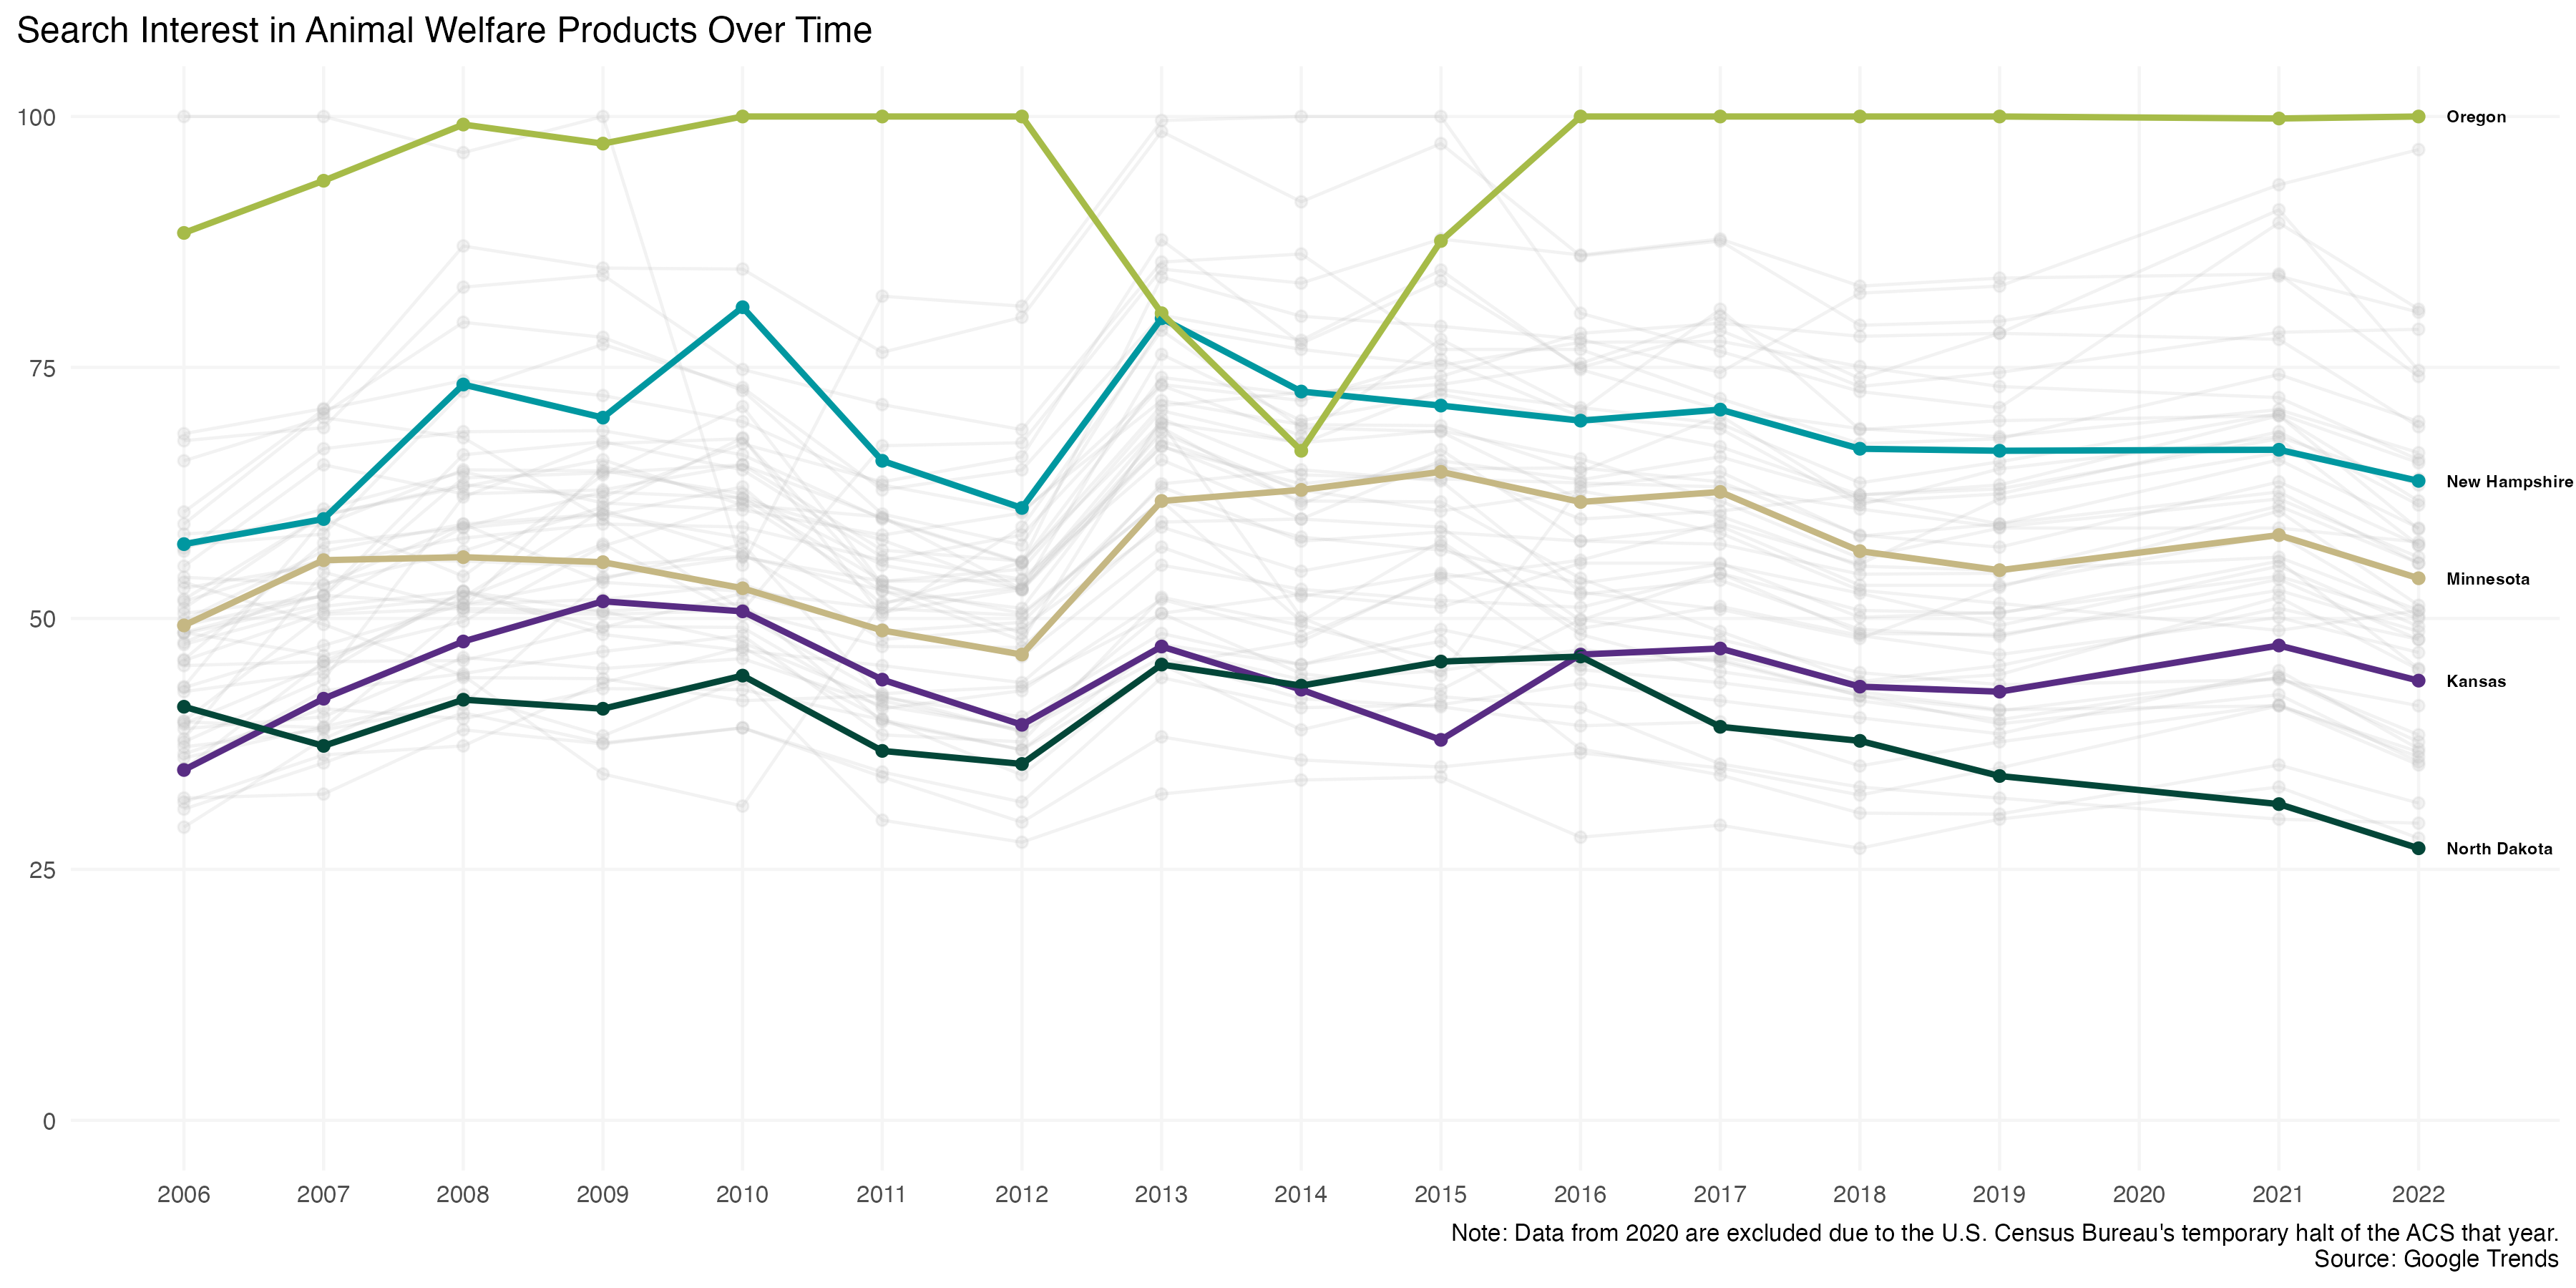 Search Interest in Animal Welfare Products Over Time
100
75
50
25
0
Oregon
New Hampshire
Minnesota
Kansas
North Dakota
2006 2007 2008 2009 2010 2011 2012 2013 2014 2015 2016 2017 2018 2019 2020 2021 2022
Note: Data from 2020 are excluded due to the U.S. Census Bureau's temporary halt of the ACS that year.
Source: Google Trends